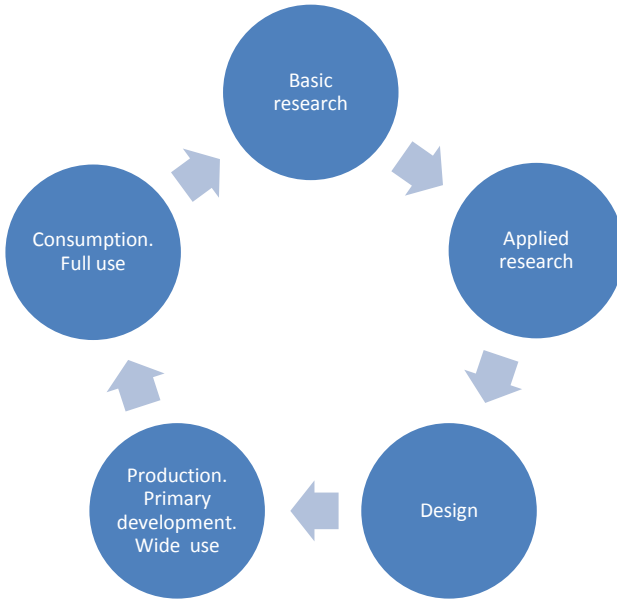 Basic
research
Applied
research
Design
Production.
Primary
development.
Wide use
Consumption.
Full use